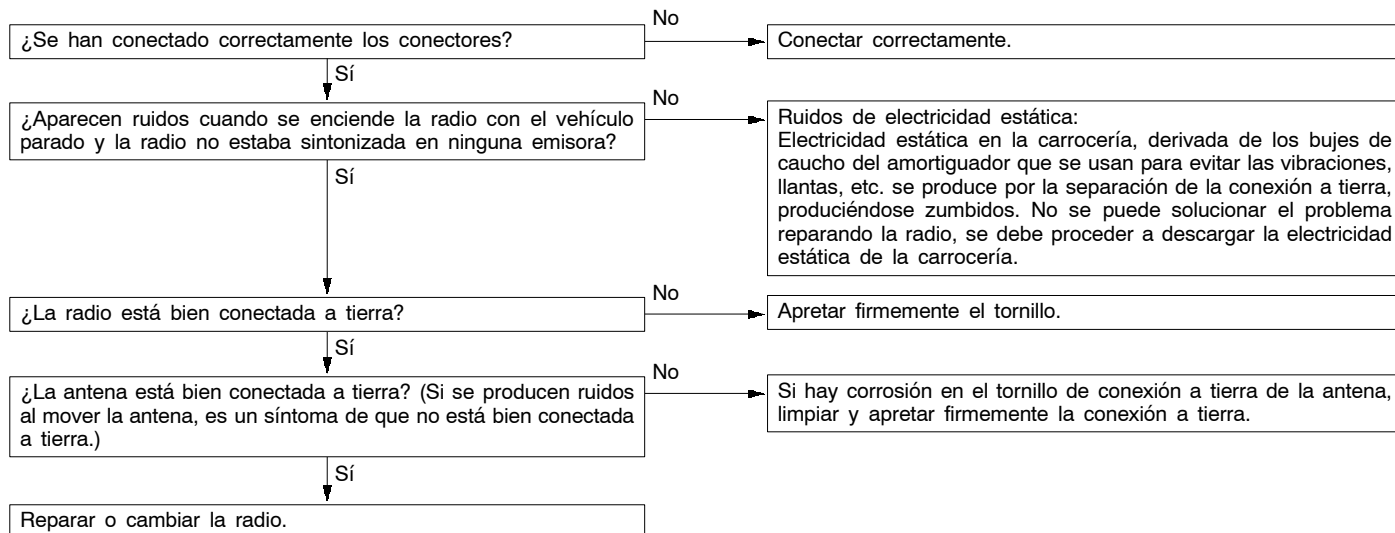 No
¿Se han conectado correctamente los conectores?
Conectar correctamente.
Sí
No
¿Aparecen ruidos cuando se enciende la radio con el vehículo
parado y la radio no estaba sintonizada en ninguna emisora?
Ruidos de electricidad estática:
Electricidad estática en la carrocería, derivada de los bujes de
caucho del amortiguador que se usan para evitar las vibraciones,
llantas, etc. se produce por la separación de la conexión a tierra,
produciéndose zumbidos. No se puede solucionar el problema
reparando la radio, se debe proceder a descargar la electricidad
estática de la carrocería.
Sí
No
¿La radio está bien conectada a tierra?
Apretar firmemente el tornillo.
Sí
No
¿La antena está bien conectada a tierra? (Si se producen ruidos
al mover la antena, es un síntoma de que no está bien conectada
a tierra.)
Si hay corrosión en el tornillo de conexión a tierra de la antena,
limpiar y apretar firmemente la conexión a tierra.
Sí
Reparar o cambiar la radio.